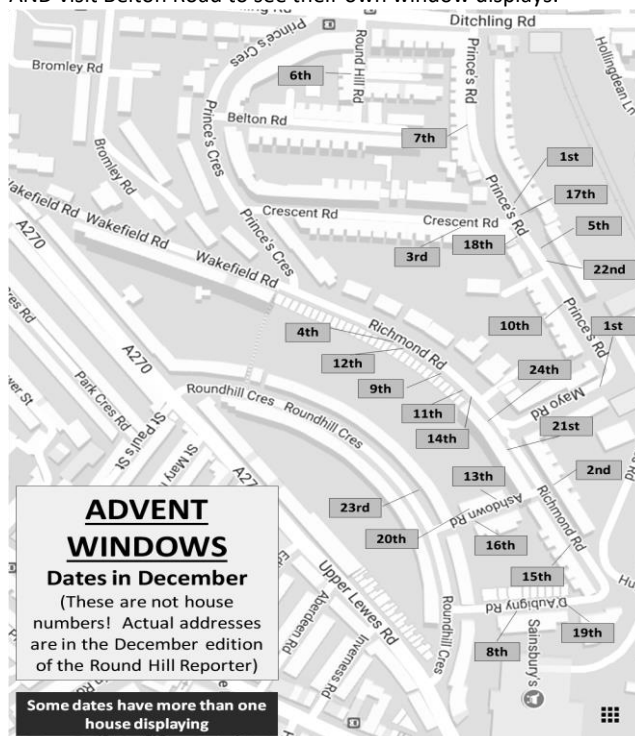 AND visit Belton Road to see their own window displays!
Prince's Cres
Ditchling Rd
Round Hill Rd
Prince's Rd
Hollingdean Ln
Bromley Rd
6th
Belton Rd
7th
Prince's Cres
Bromley Rd
1st
Prince's Rd
17th
Wakefield Rd
Wakefield Rd
Crescent Rd
Crescent Rd
5th
18th
3rd
A270
Prince's Cres
22nd
Richmond Rd
4th
10th
Prince's Rd
1st
12th
A270
24th
9th
Mayo Rd
Roundhill Cres
Roundhill Cres
11th
Park Cres Rd
14th
21st
St Paul's St
13th
2nd
Ashdown Rd
23rd
Richmond Rd
20th
16th
15th
Upper Lewes Rd
D'Aubigny Rd
Roundhill Cres
19th
8th
Aberdeen Rd
Inverness Rd
Sainsbury's
ADVENT
WINDOWS
Dates in December
(These are not house
numbers! Actual addresses
are in the December edition
of the Round Hill Reporter)
Some dates have more than one
house displaying